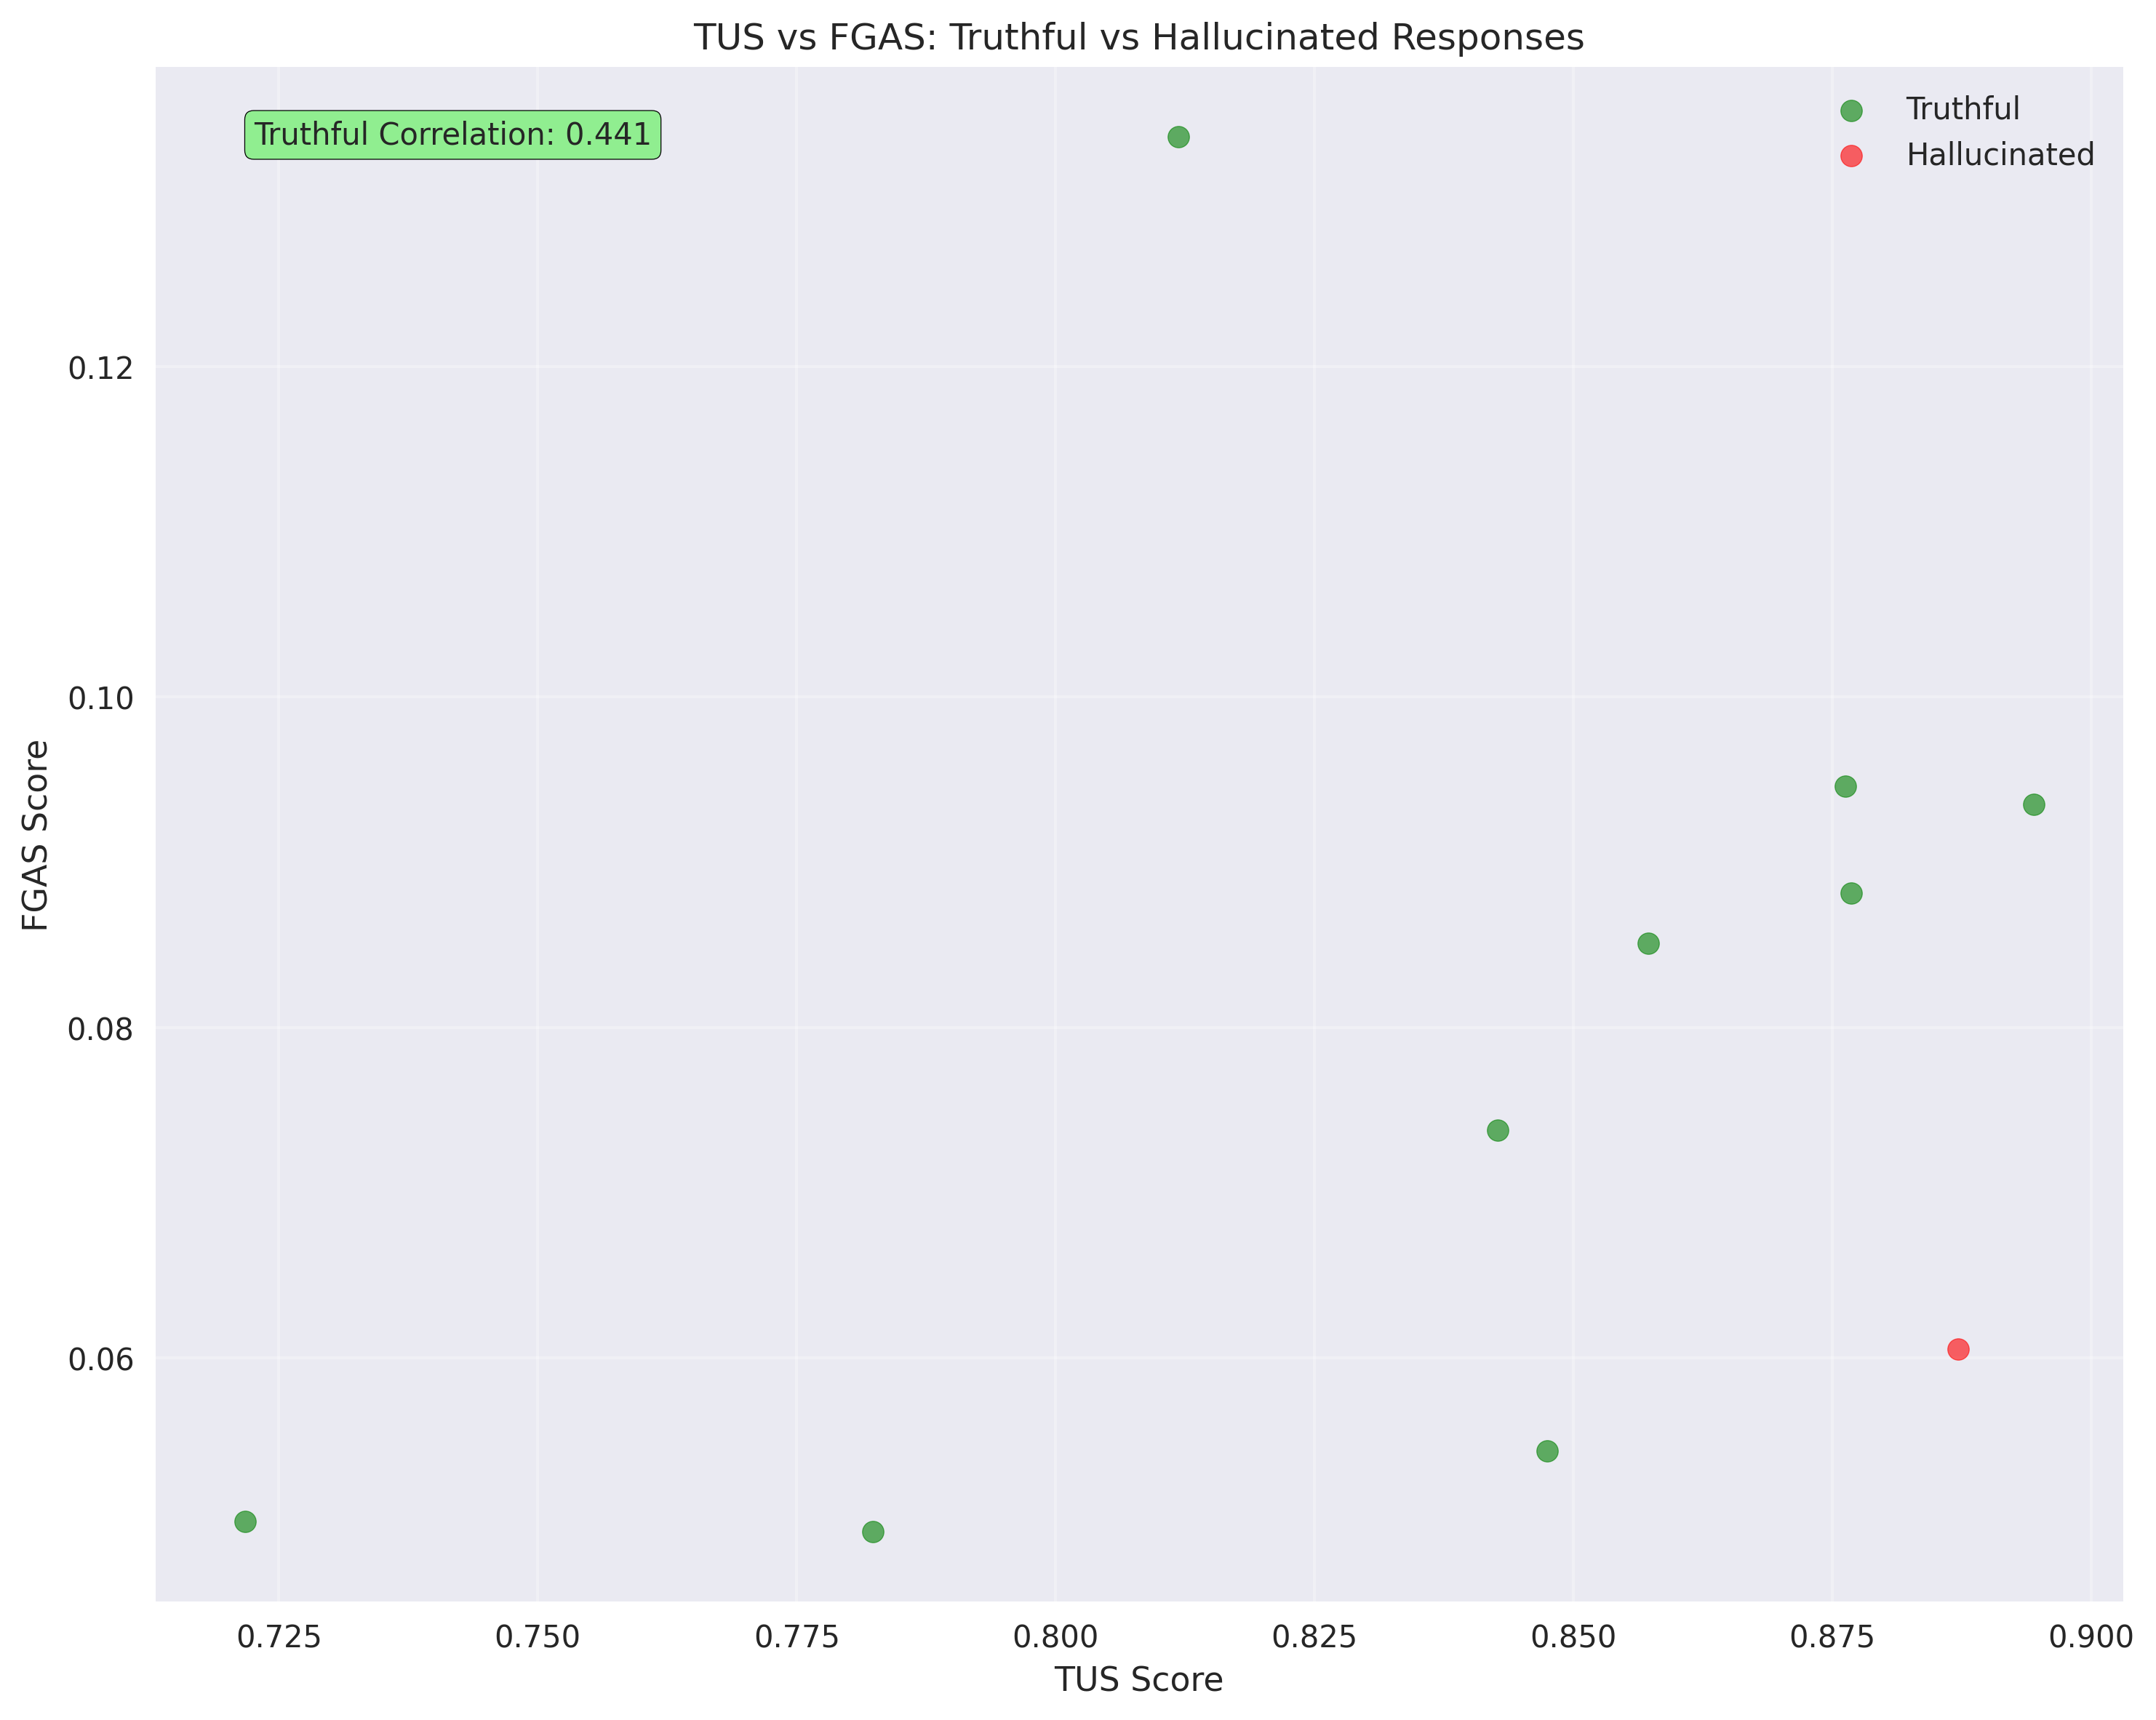 TUS vs FGAS: Truthful vs Hallucinated Responses
Truthful Correlation: 0.441
Truthful
Hallucinated
0.12
0.10
0.08
0.06
FGAS Score
0.725 0.750 0.775 0.800 0.825 0.850 0.875 0.900
TUS Score